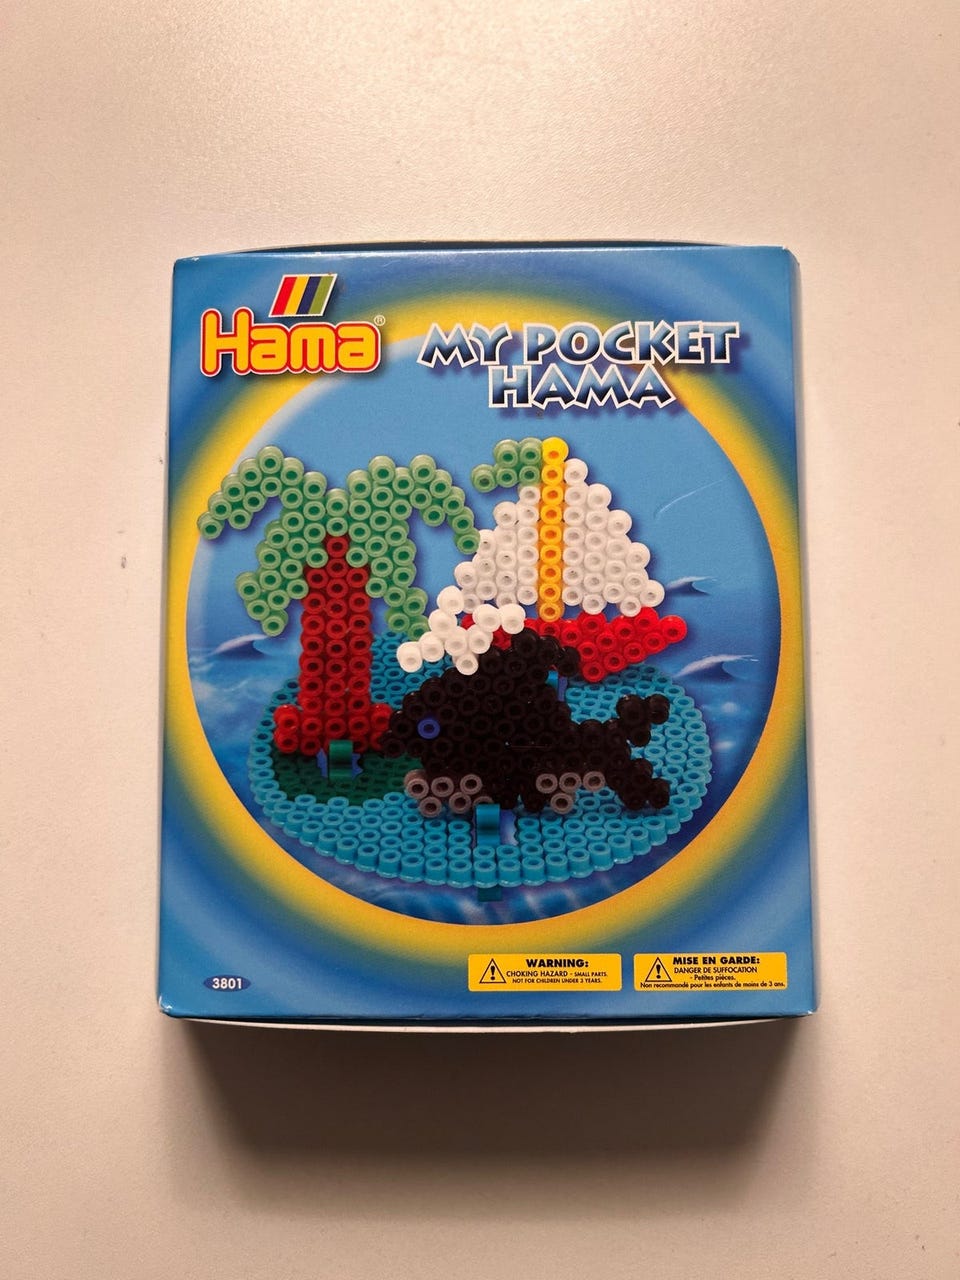 Hama®
MY POCKET
HAMA
3801
WARNING:
CHOKING HAZARD - SMALL PARTS.
NOT FOR CHILDREN UNDER 3 YEARS.
MISE EN GARDE:
DANGER DE SUFFOCATION
- Petites pièces.
Non recommandé pour les enfants de moins de 3 ans.